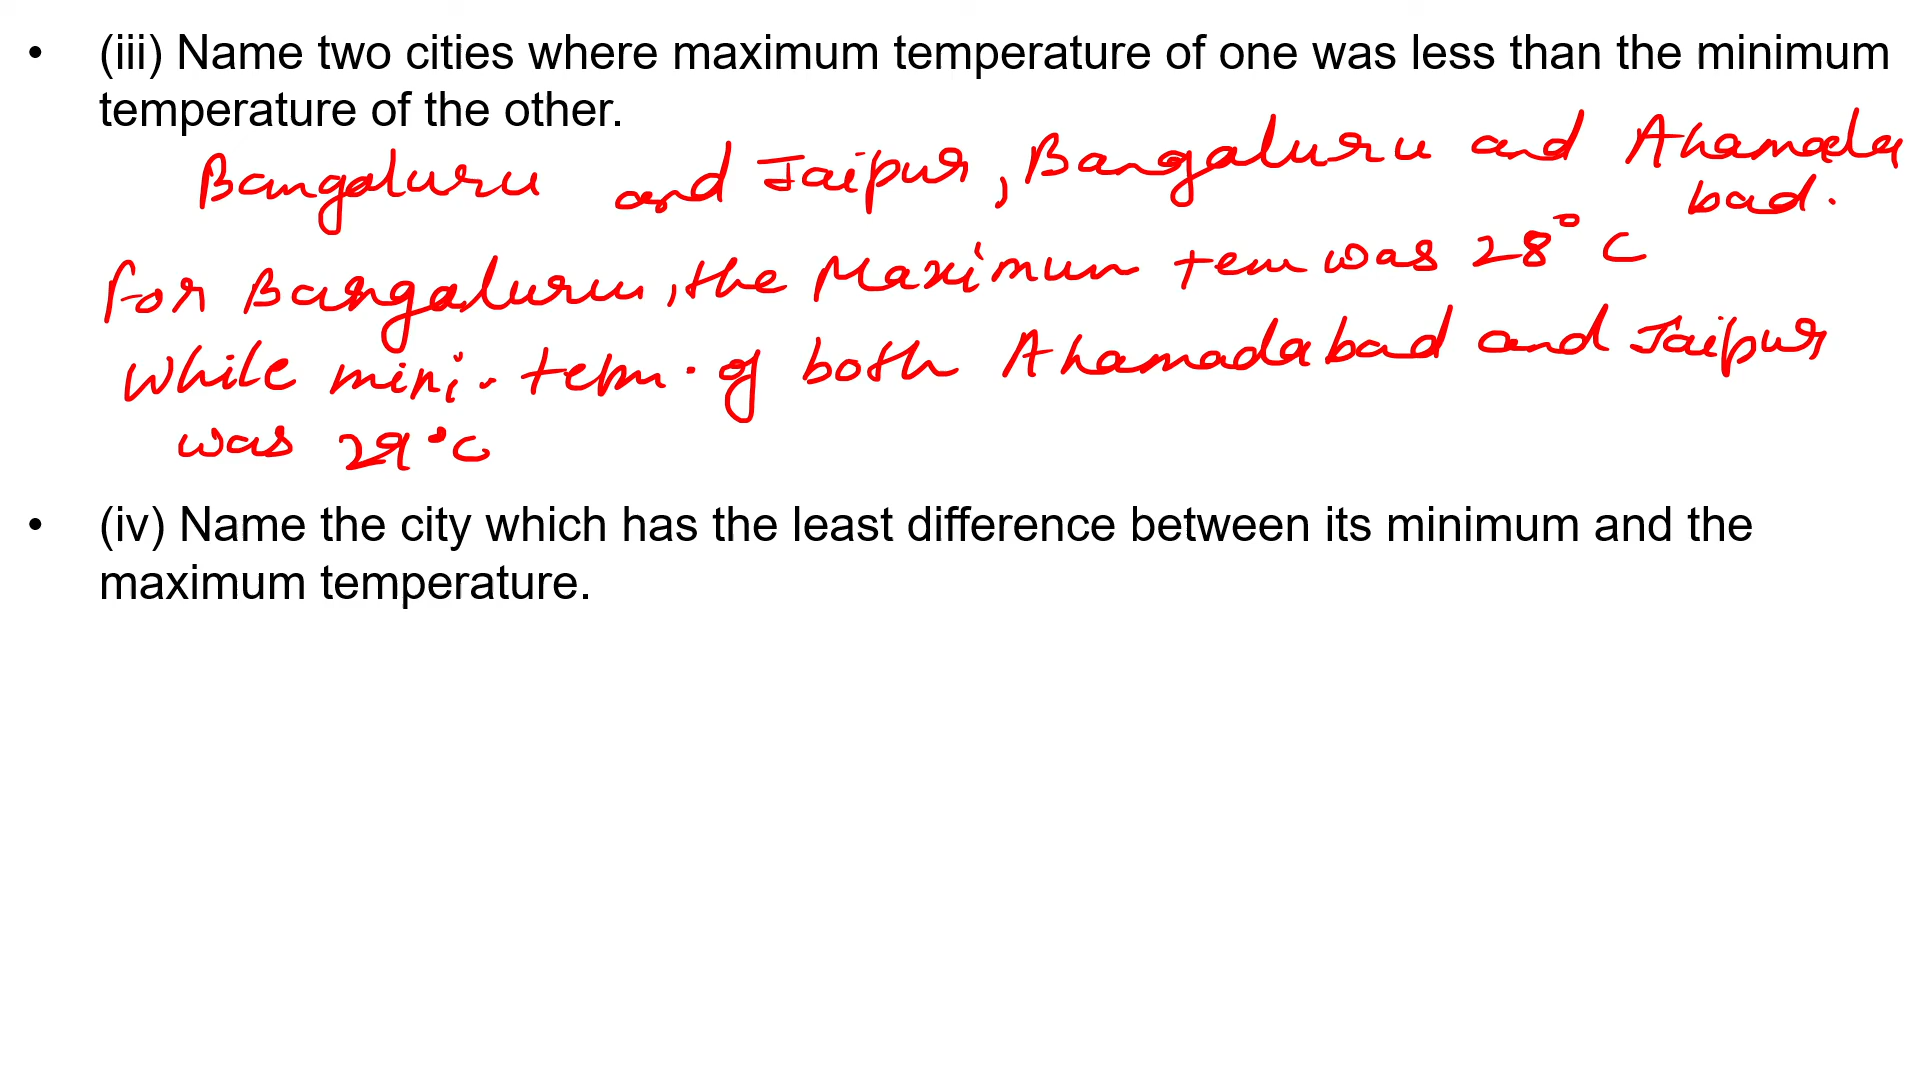 • (iii) Name two cities where maximum temperature of one was less than the minimum
temperature of the other.
Bangaluru and Jaipur, Bangaluru and Ahamada
bad.
for Bangaluru, the Maximum tem was 28° C
While mini. tem. of both Ahamadabad and Jaipur
was 29°C
• (iv) Name the city which has the least difference between its minimum and the
maximum temperature.